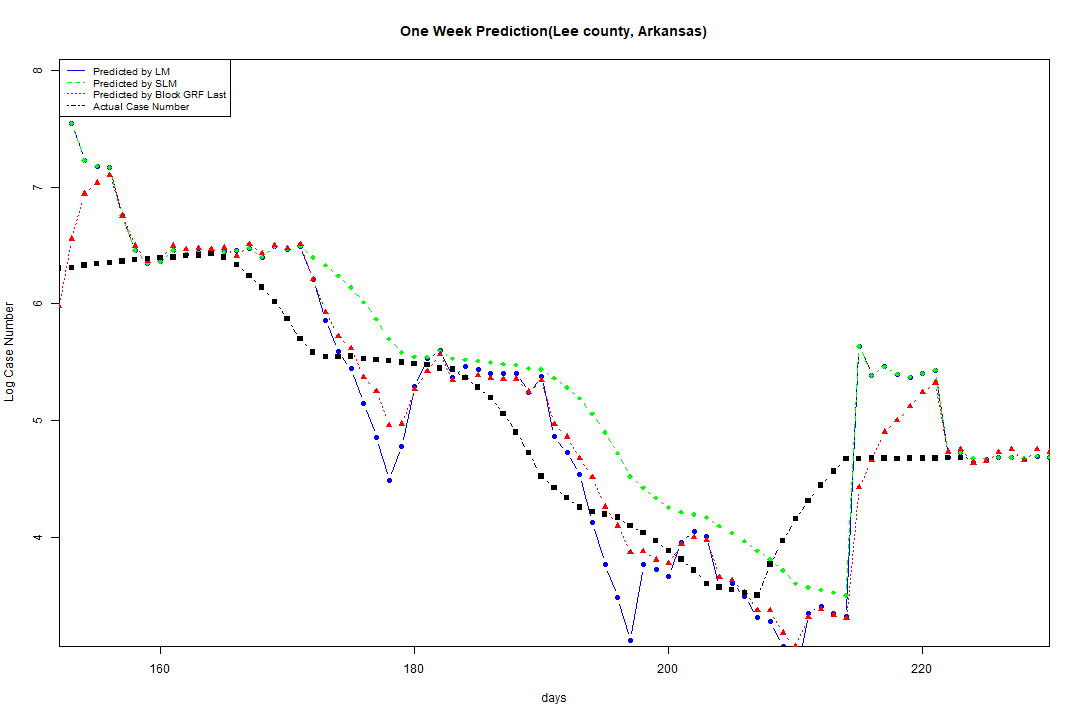 One Week Prediction(Lee county, Arkansas)
Predicted by LM
Predicted by SLM
Predicted by Block GRF Last
Actual Case Number
8
7
6
5
4
Log Case Number
160
180
200
220
days